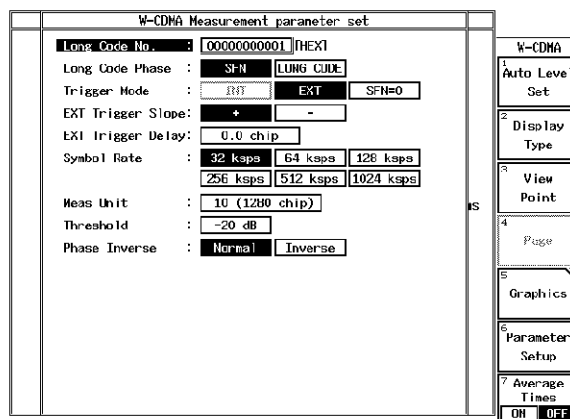 W-CDMA Measurement parameter set
Long Code No. : 00000000001 [HEX]
Long Code Phase : SFN LONG CODE
Trigger Mode : INT EXT SFN=0
EXT Trigger Slope: + -
EXT Trigger Delay: 0.0 chip
Symbol Rate : 32 ksps 64 ksps 128 ksps
256 ksps 512 ksps 1024 ksps
Meas Unit : 10 (1280 chip)
Threshold : -20 dB
Phase Inverse : Normal Inverse
s
W-CDMA
1
Auto Level
Set
2
Display
Type
3
View
Point
4
Page
5
Graphics
6
Parameter
Setup
7
Average
Times
ON OFF